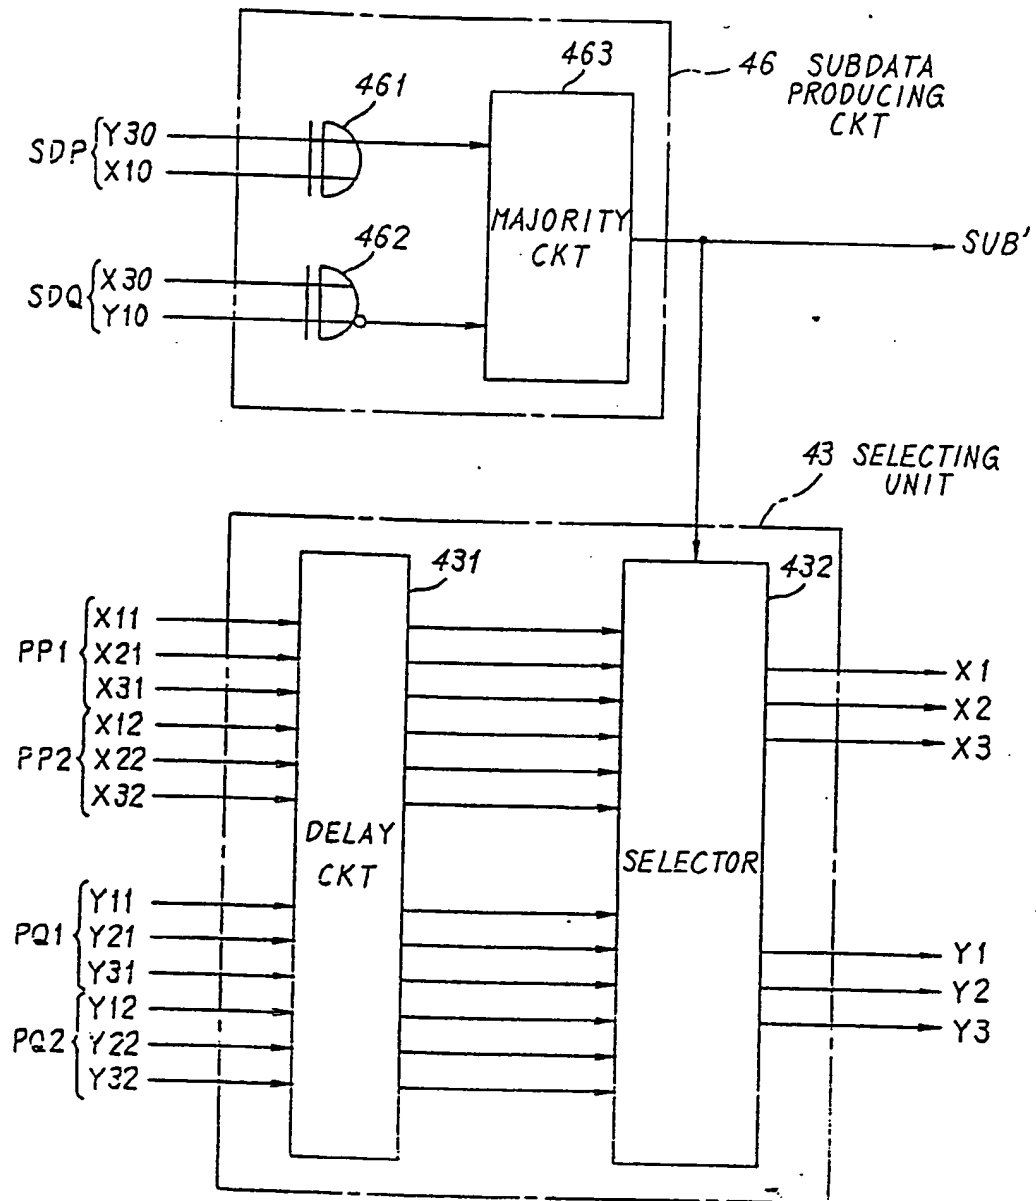 463
46 SUBDATA
PRODUCING
CKT
461
SDP
Y30
X10
MAJORITY
CKT
SUB'
462
SDQ
X30
Y10
43 SELECTING
UNIT
431
432
PP1
X11
X21
X31
X1
X2
X3
PP2
X12
X22
X32
DELAY
CKT
SELECTOR
PQ1
Y11
Y21
Y31
Y1
Y2
Y3
PQ2
Y12
Y22
Y32